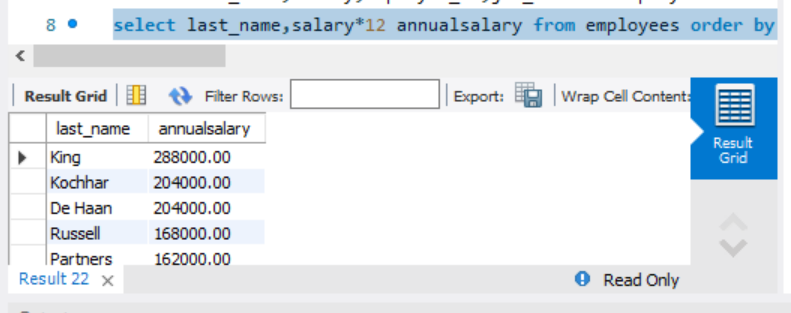 8 select last_name,salary*12 annualsalary from employees order by
Result Grid Filter Rows: Export: Wrap Cell Content:
last_name annualsalary
King 288000.00
Kochhar 204000.00
De Haan 204000.00
Russell 168000.00
Partners 162000.00
Result
Grid
Result 22 × Read Only